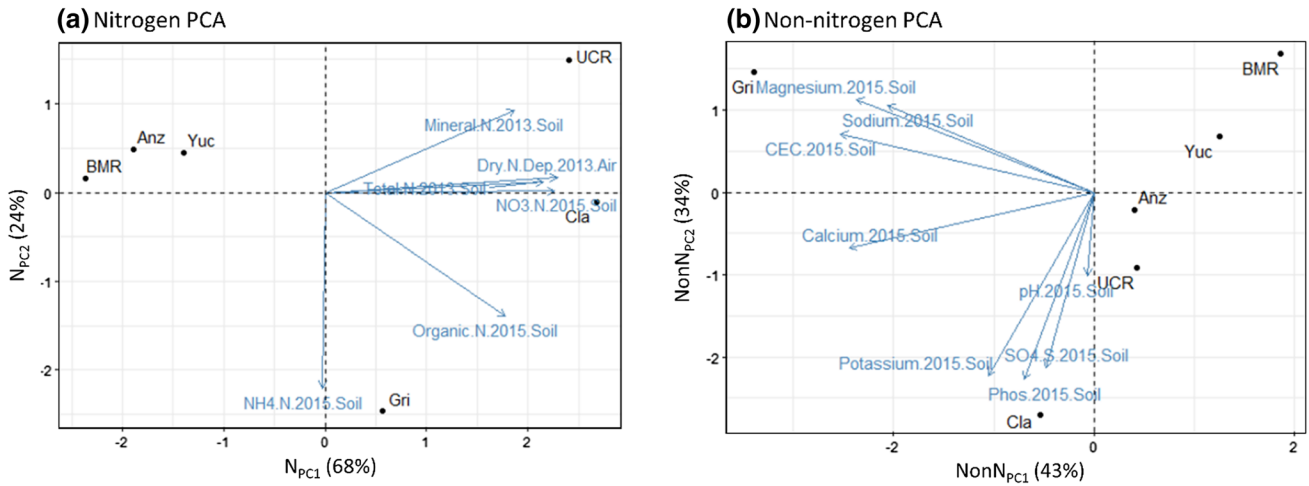 (a) Nitrogen PCA
UCR
Mineral.N.2013.Soil
Anz
Yuc
BMR
Dry.N.Dep.2013.Air
Total.N.2013.Soil
NO3.N.2015.Soil
Cla
Organic.N.2015.Soil
NH4.N.2015.Soil
Gri
1
0
-1
-2
-2
-1
0
1
2
N_PC2 (24%)
N_PC1 (68%)
(b) Non-nitrogen PCA
BMR
Gri
Magnesium.2015.Soil
Sodium.2015.Soil
CEC.2015.Soil
Yuc
Anz
Calcium.2015.Soil
pH.2015.Soil
UCR
SO4.S.2015.Soil
Potassium.2015.Soil
Phos.2015.Soil
Cla
1
0
-1
-2
-2
0
2
NonN_PC2 (34%)
NonN_PC1 (43%)